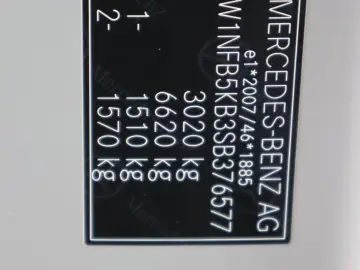 MERCEDES-BENZ AG
W1NFB5KB3SB376577
e1*2007/46*1885
3020 kg
6620 kg
1- 1510 kg
2- 1570 kg